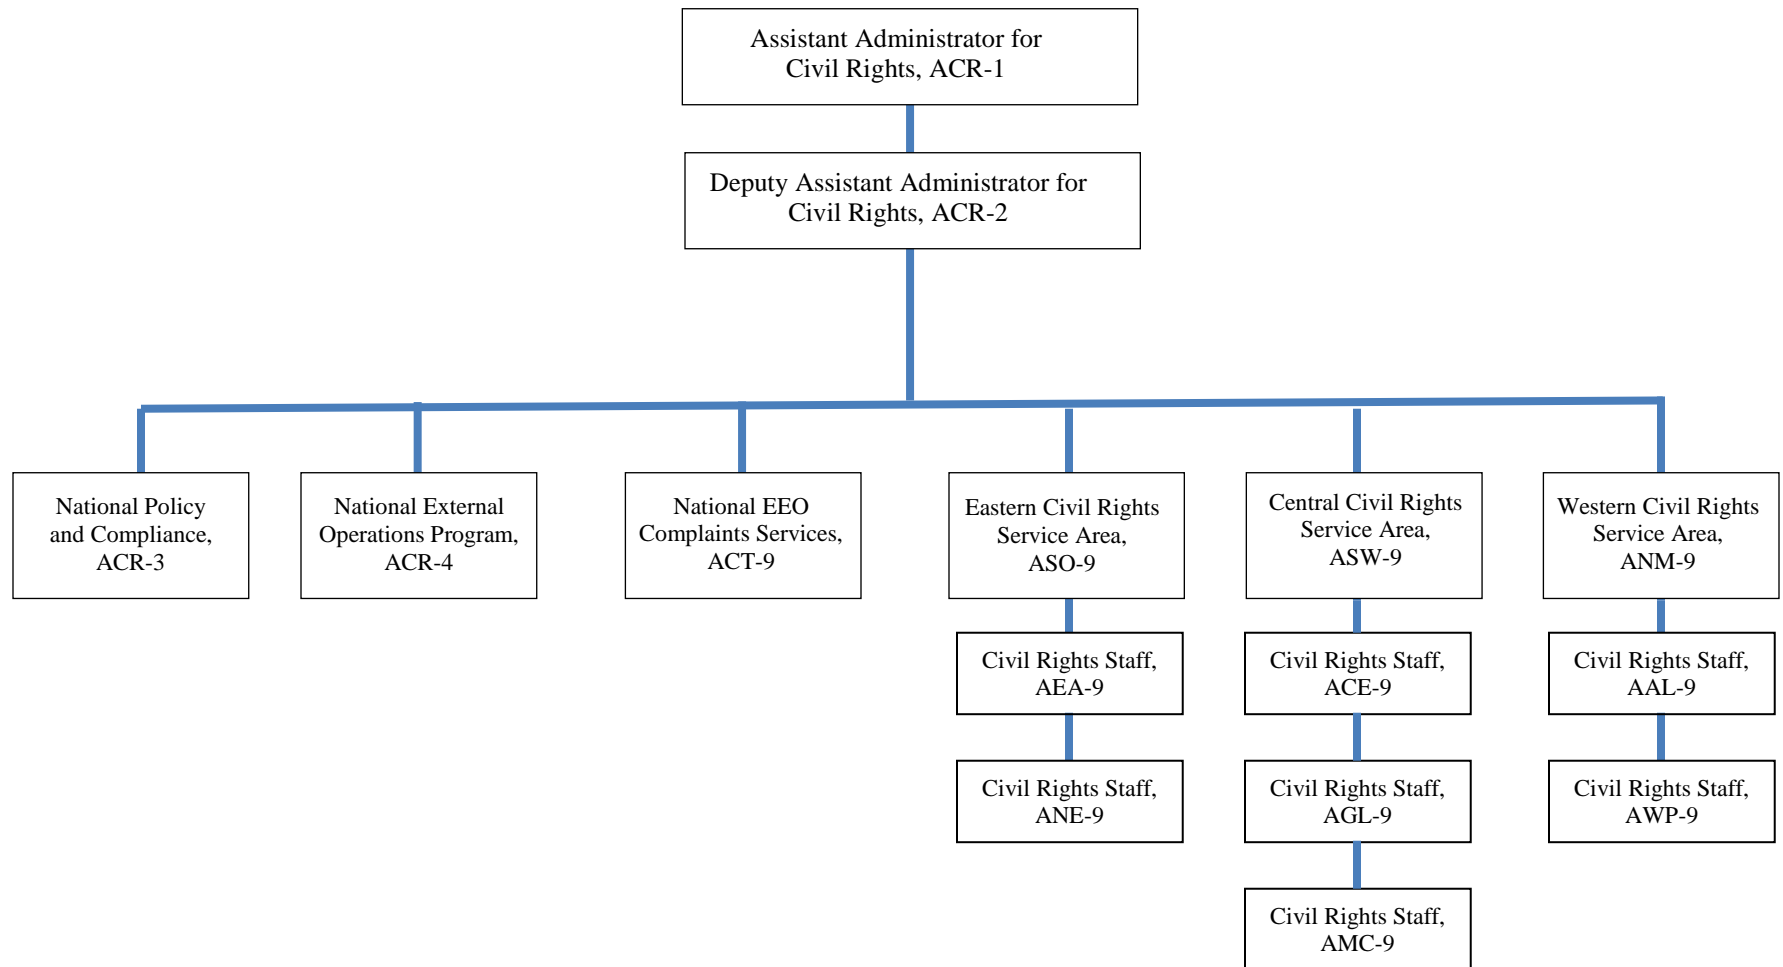 Assistant Administrator for
Civil Rights, ACR-1
Deputy Assistant Administrator for
Civil Rights, ACR-2
National Policy
and Compliance,
ACR-3
National External
Operations Program,
ACR-4
National EEO
Complaints Services,
ACT-9
Eastern Civil Rights
Service Area,
ASO-9
Central Civil Rights
Service Area,
ASW-9
Western Civil Rights
Service Area,
ANM-9
Civil Rights Staff,
AEA-9
Civil Rights Staff,
ACE-9
Civil Rights Staff,
AAL-9
Civil Rights Staff,
ANE-9
Civil Rights Staff,
AGL-9
Civil Rights Staff,
AWP-9
Civil Rights Staff,
AMC-9